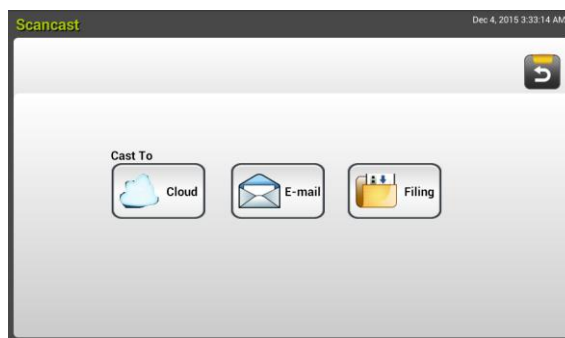 Scancast
Dec 4, 2015 3:33:14 AM
Cast To
Cloud
E-mail
Filing